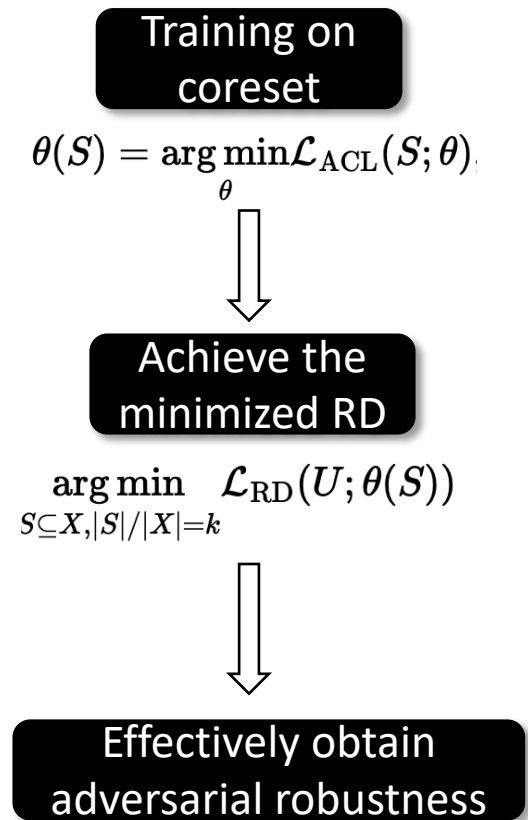 Training on
coreset
θ(S) = arg min ℒ_ACL(S; θ),
θ
Achieve the
minimized RD
arg min ℒ_RD(U; θ(S))
S⊆X,|S|/|X|=k
Effectively obtain
adversarial robustness